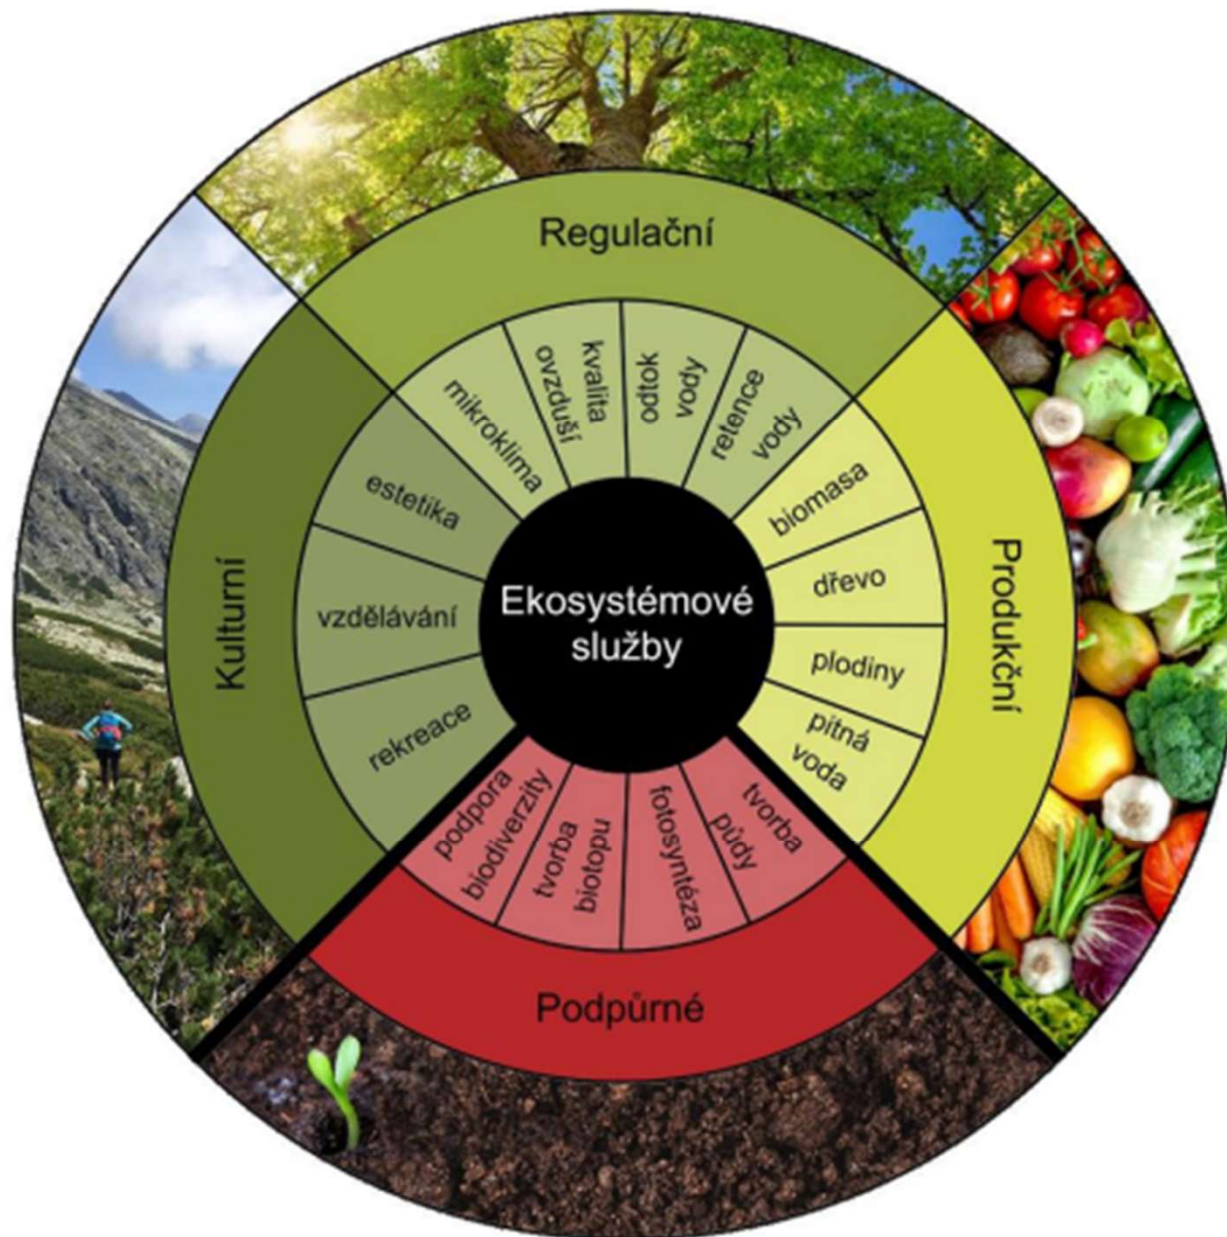 Regulační
mikroklima
kvalita
ovzduší
odtok
vody
retence
vody
Produkční
biomasa
dřevo
plodiny
pitná
voda
Podpůrné
tvorba
půdy
fotosyntéza
tvorba
biotopu
podpora
biodiverzity
Kulturní
rekreace
vzdělávání
estetika
Ekosystémové
služby